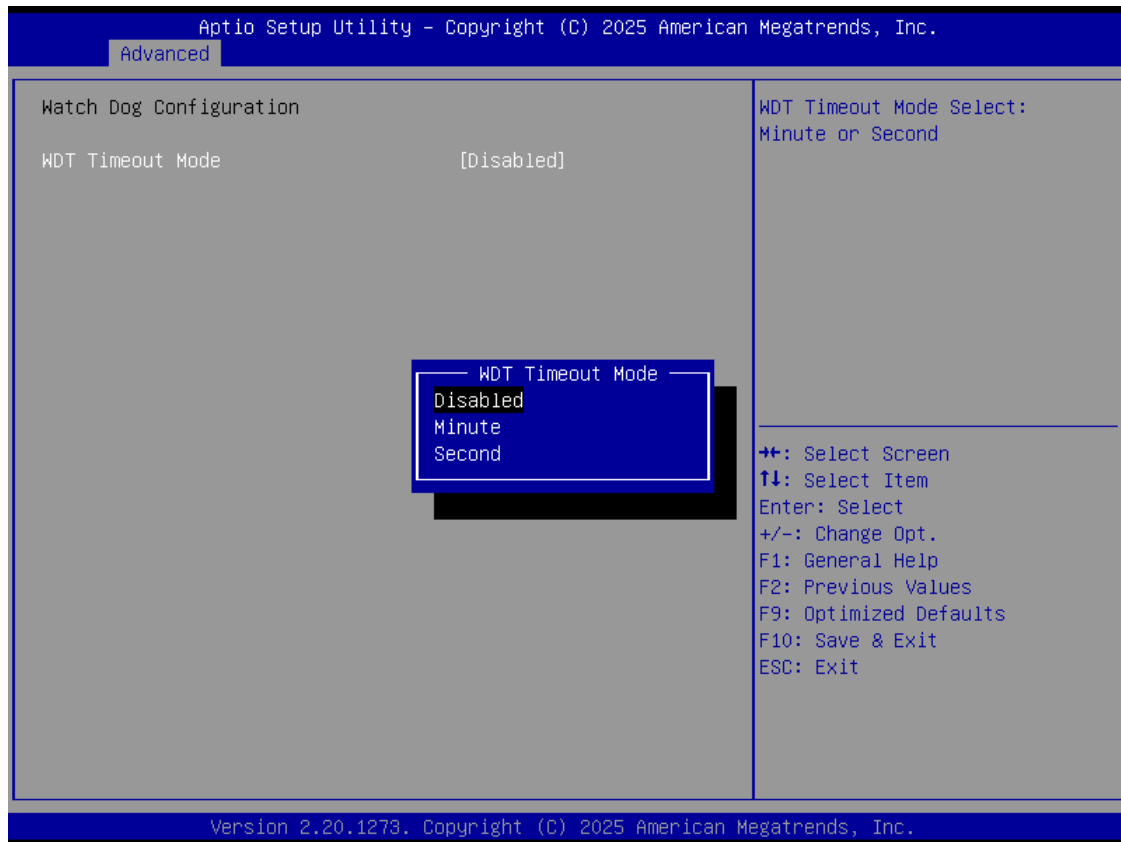 Aptio Setup Utility – Copyright (C) 2025 American Megatrends, Inc.
Advanced
Watch Dog Configuration
WDT Timeout Mode [Disabled]
WDT Timeout Mode Select:
Minute or Second
WDT Timeout Mode
Disabled
Minute
Second
→←: Select Screen
↑↓: Select Item
Enter: Select
+/-: Change Opt.
F1: General Help
F2: Previous Values
F9: Optimized Defaults
F10: Save & Exit
ESC: Exit
Version 2.20.1273. Copyright (C) 2025 American Megatrends, Inc.